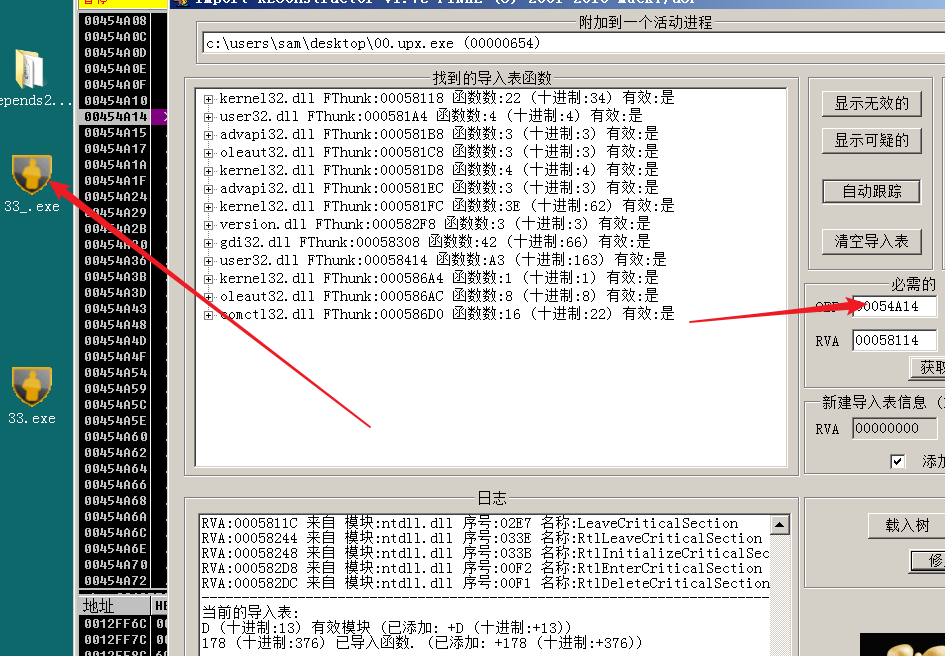 附加到一个活动进程
c:\users\sam\desktop\00.upx.exe (00000654)
找到的导入表函数
kernel32.dll FThunk:00058118 函数数:22 (十进制:34) 有效:是
user32.dll FThunk:000581A4 函数数:4 (十进制:4) 有效:是
advapi32.dll FThunk:000581B8 函数数:3 (十进制:3) 有效:是
oleaut32.dll FThunk:000581C8 函数数:3 (十进制:3) 有效:是
kernel32.dll FThunk:000581D8 函数数:4 (十进制:4) 有效:是
advapi32.dll FThunk:000581EC 函数数:3 (十进制:3) 有效:是
kernel32.dll FThunk:000581FC 函数数:3E (十进制:62) 有效:是
version.dll FThunk:000582F8 函数数:3 (十进制:3) 有效:是
gdi32.dll FThunk:00058308 函数数:42 (十进制:66) 有效:是
user32.dll FThunk:00058414 函数数:A3 (十进制:163) 有效:是
kernel32.dll FThunk:000586A4 函数数:1 (十进制:1) 有效:是
oleaut32.dll FThunk:000586AC 函数数:8 (十进制:8) 有效:是
comctl32.dll FThunk:000586D0 函数数:16 (十进制:22) 有效:是
显示无效的
显示可疑的
自动跟踪
清空导入表
必需的
00054A14
RVA 00058114
获取
新建导入表信息
RVA 00000000
添加
载入树
日志
RVA:0005811C 来自 模块:ntdll.dll 序号:02E7 名称:LeaveCriticalSection
RVA:00058244 来自 模块:ntdll.dll 序号:033E 名称:RtlLeaveCriticalSection
RVA:00058248 来自 模块:ntdll.dll 序号:033B 名称:RtlInitializeCriticalSec
RVA:000582D8 来自 模块:ntdll.dll 序号:00F2 名称:RtlEnterCriticalSection
RVA:000582DC 来自 模块:ntdll.dll 序号:00F1 名称:RtlDeleteCriticalSection
当前的导入表:
D (十进制:13) 有效模块 (已添加: +D (十进制:+13))
178 (十进制:376) 已导入函数. (已添加: +178 (十进制:+376))
epends2...
33_.exe
33.exe
00454A08
00454A0C
00454A0D
00454A0E
00454A0F
00454A10
00454A14
00454A15
00454A17
00454A1A
00454A1F
00454A24
00454A29
00454A2B
00454A30
00454A36
00454A3B
00454A3D
00454A43
00454A48
00454A4D
00454A4F
00454A54
00454A59
00454A5C
00454A5E
00454A60
00454A62
00454A64
00454A66
00454A68
00454A6A
00454A6C
00454A6E
00454A70
00454A72
地址
0012FF6C
0012FF7C